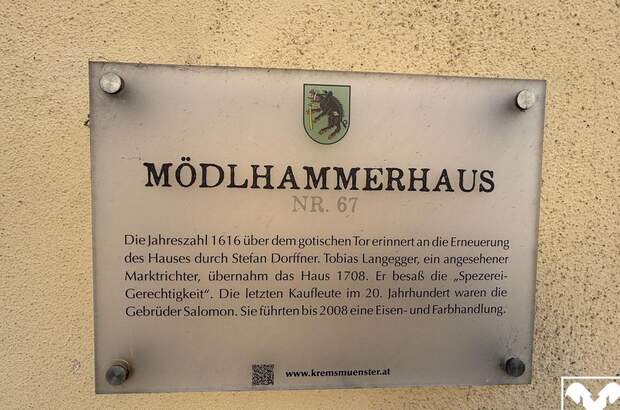 MÖDLHAMMERHAUS
NR. 67
Die Jahreszahl 1616 über dem gotischen Tor erinnert an die Erneuerung
des Hauses durch Stefan Dorffner. Tobias Langegger, ein angesehener
Marktrichter, übernahm das Haus 1708. Er besaß die „Spezerei-
Gerechtigkeit“. Die letzten Kaufleute im 20. Jahrhundert waren die
Gebrüder Salomon. Sie führten bis 2008 eine Eisen- und Farbhandlung.
www.kremsmuenster.at